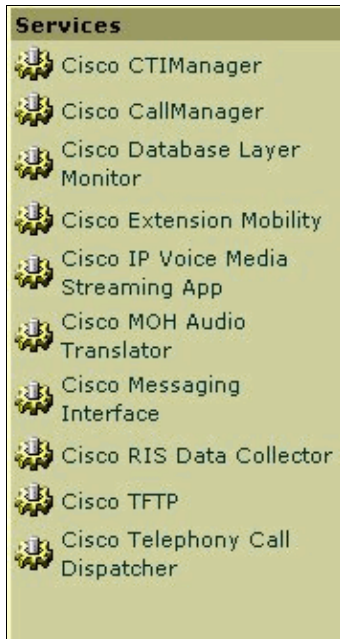 Services
Cisco CTIManager
Cisco CallManager
Cisco Database Layer
Monitor
Cisco Extension Mobility
Cisco IP Voice Media
Streaming App
Cisco MOH Audio
Translator
Cisco Messaging
Interface
Cisco RIS Data Collector
Cisco TFTP
Cisco Telephony Call
Dispatcher